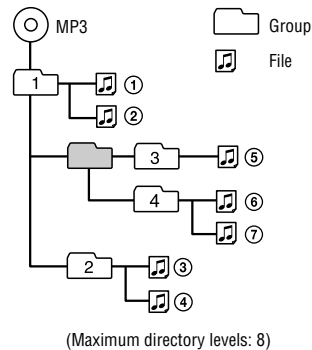 MP3
Group
File
1
①
②
3
⑤
4
⑥
⑦
2
③
④
(Maximum directory levels: 8)